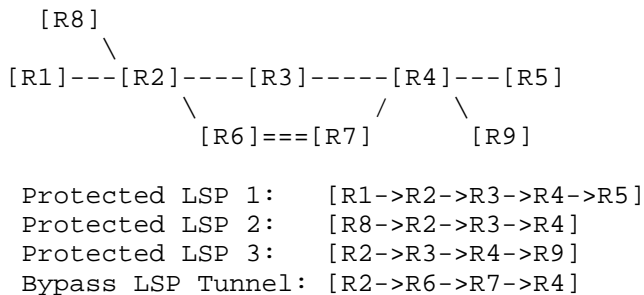 [R8]
\
[R1]---[R2]----[R3]-----[R4]---[R5]
\ / \
[R6]===[R7] [R9]
Protected LSP 1: [R1->R2->R3->R4->R5]
Protected LSP 2: [R8->R2->R3->R4]
Protected LSP 3: [R2->R3->R4->R9]
Bypass LSP Tunnel: [R2->R6->R7->R4]